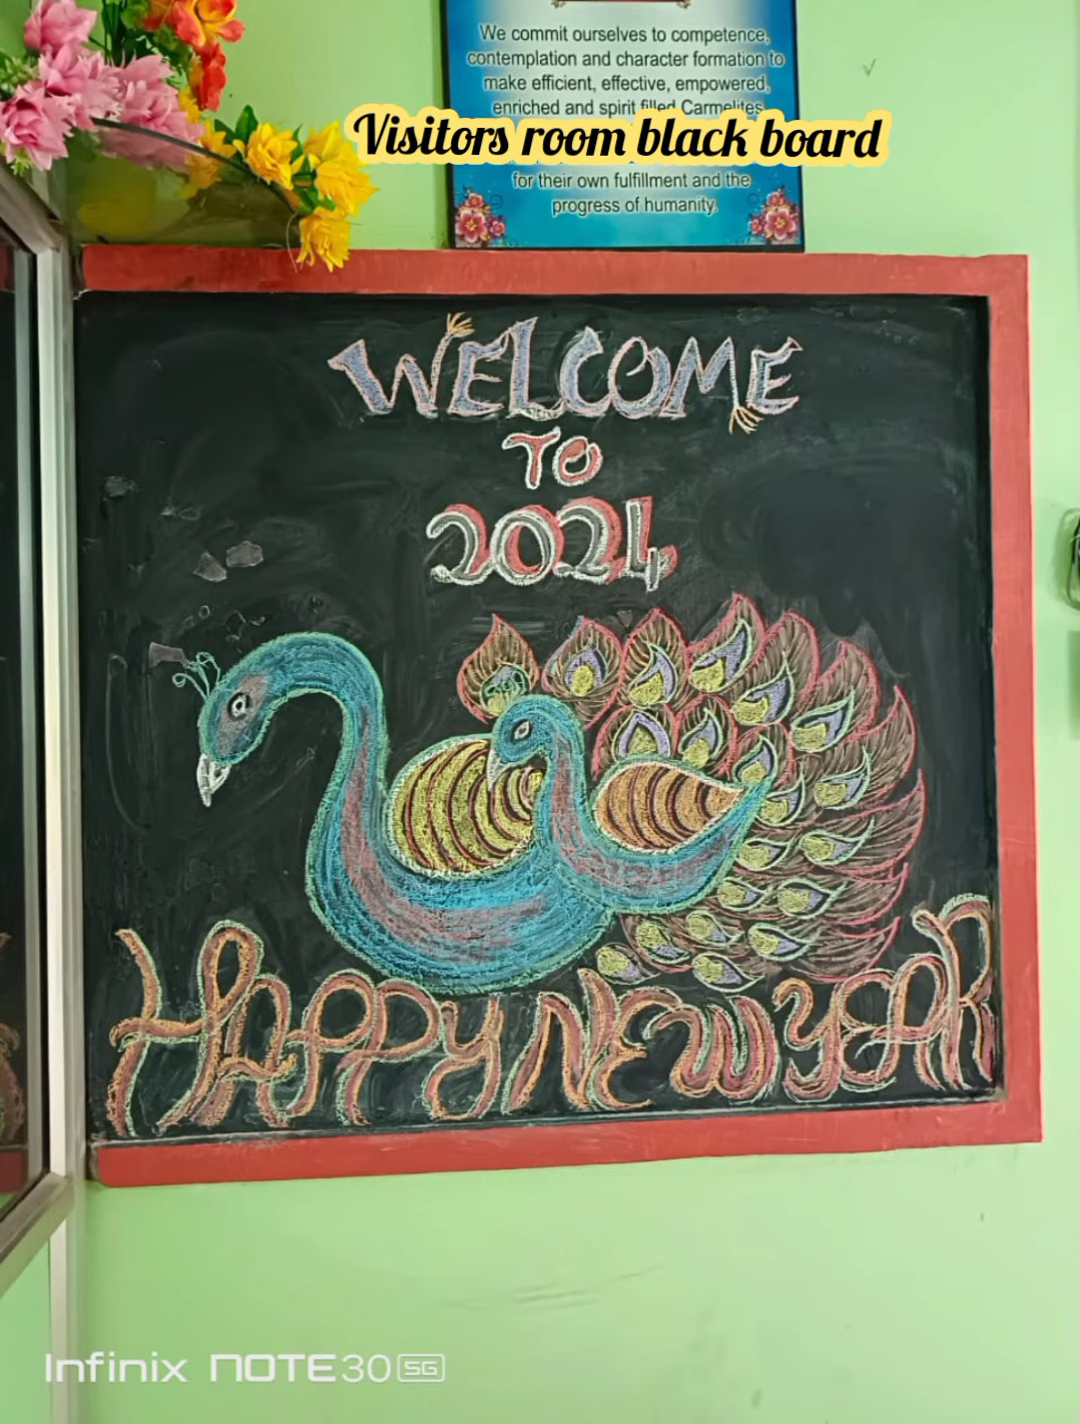 We commit ourselves to competence,
contemplation and character formation to
make efficient, effective, empowered,
enriched and spirit filled Carmelites
Visitors room black board
for their own fulfillment and the
progress of humanity.
WELCOME
TO
2024
HAPPY NEW YEAR
Infinix NOTE 30 5G